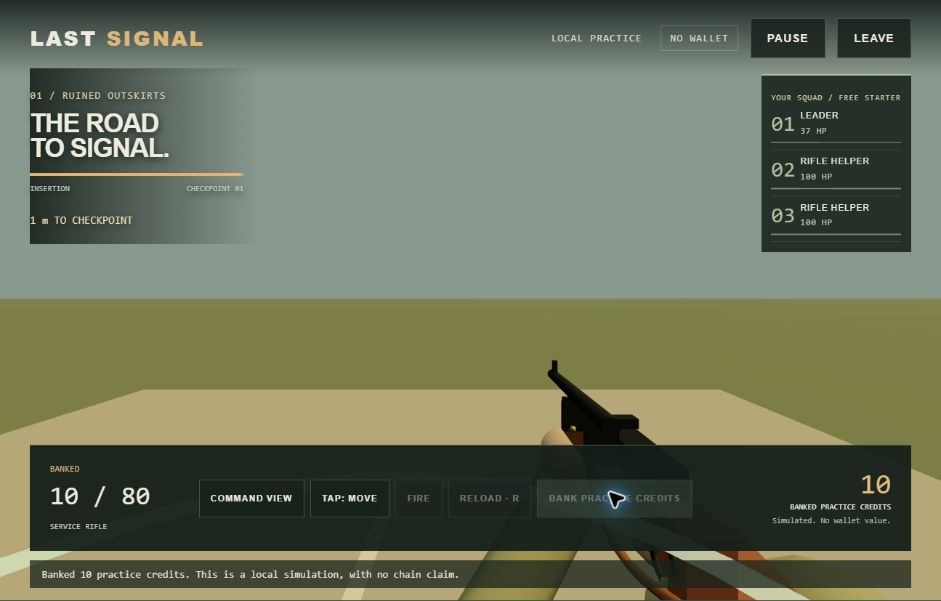 LAST SIGNAL
LOCAL PRACTICE
NO WALLET
PAUSE
LEAVE
01 / RUINED OUTSKIRTS
THE ROAD
TO SIGNAL.
INSERTION
CHECKPOINT 01
1 m TO CHECKPOINT
YOUR SQUAD / FREE STARTER
01
LEADER
37 HP
02
RIFLE HELPER
100 HP
03
RIFLE HELPER
100 HP
BANKED
10 / 80
SERVICE RIFLE
COMMAND VIEW
TAP: MOVE
FIRE
RELOAD · R
BANK PRACTICE CREDITS
10
BANKED PRACTICE CREDITS
Simulated. No wallet value.
Banked 10 practice credits. This is a local simulation, with no chain claim.